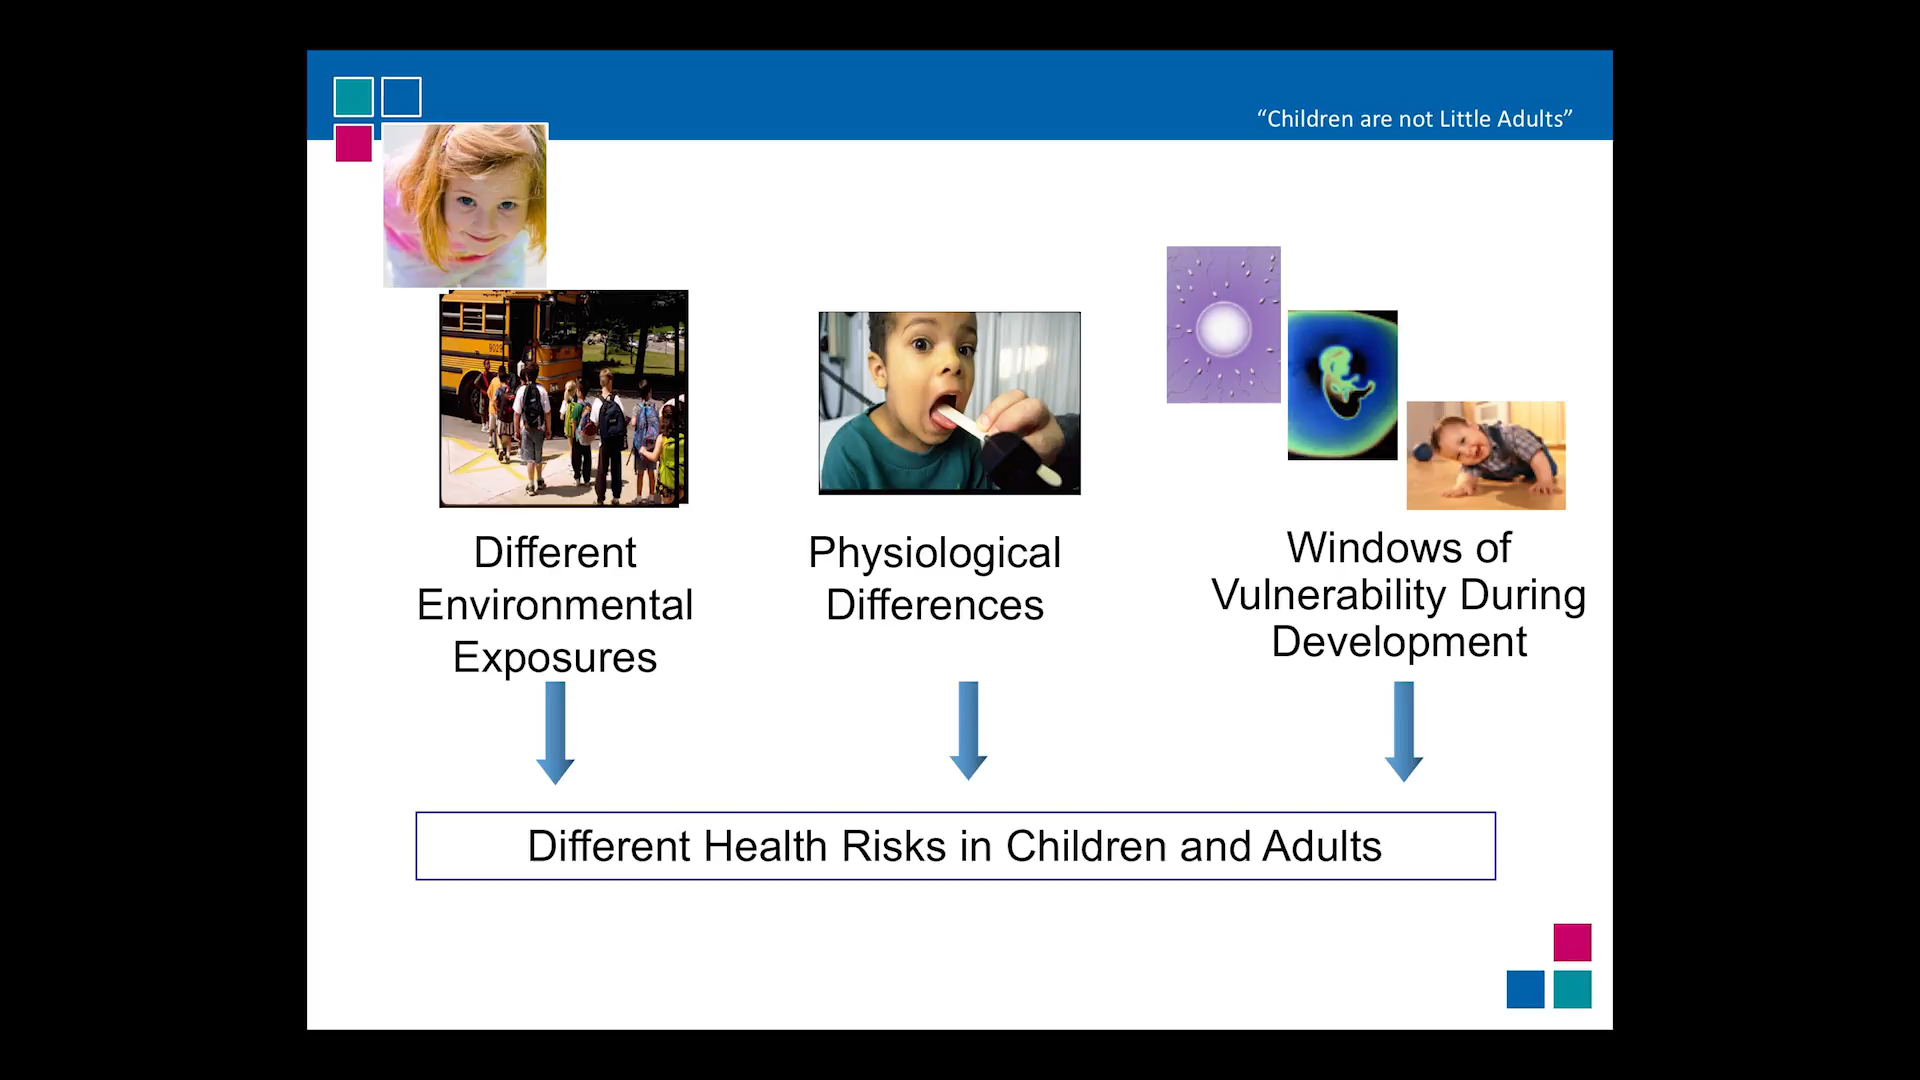 “Children are not Little Adults”
9029
Different
Environmental
Exposures
Physiological
Differences
Windows of
Vulnerability During
Development
Different Health Risks in Children and Adults